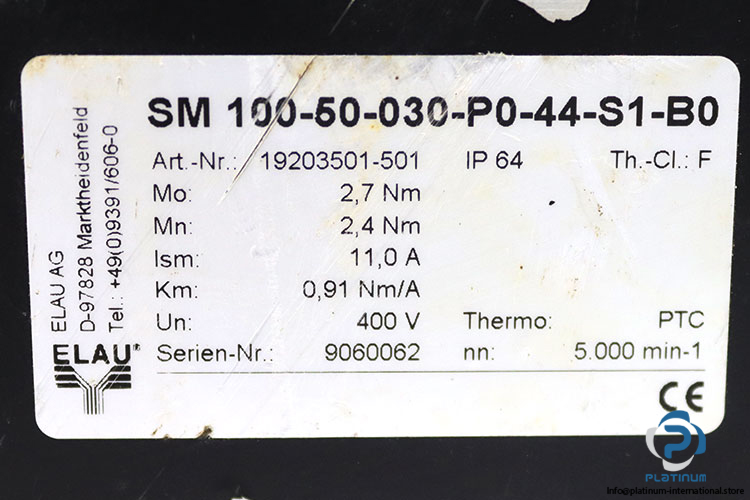 SM 100-50-030-P0-44-S1-B0
Art.-Nr.: 19203501-501 IP 64 Th.-Cl.: F
Mo: 2,7 Nm
Mn: 2,4 Nm
Ism: 11,0 A
Km: 0,91 Nm/A
Un: 400 V Thermo: PTC
Serien-Nr.: 9060062 nn: 5.000 min-1
CE
ELAU AG
D-97828 Marktheidenfeld
Tel.: +49(0)9391/606-0
ELAU®
PLATINUM
Info@platinum-international.store